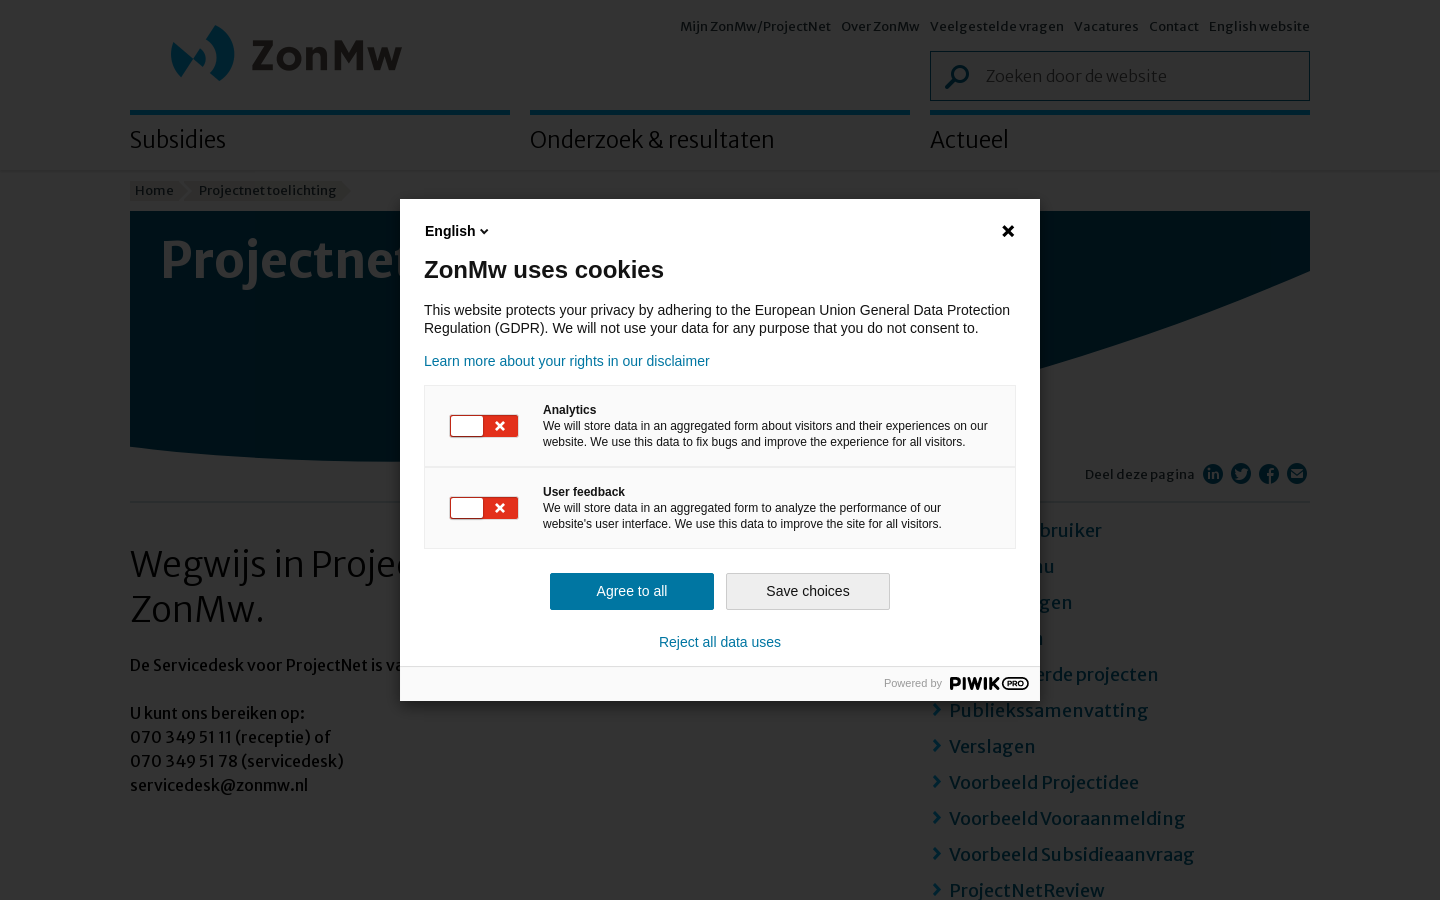 Mijn ZonMw/ProjectNet Over ZonMw Veelgestelde vragen Vacatures Contact English website
ZonMw
Zoeken door de website
Subsidies Onderzoek & resultaten Actueel
Home Projectnet toelichting
Projectnet
English
ZonMw uses cookies
This website protects your privacy by adhering to the European Union General Data Protection
Regulation (GDPR). We will not use your data for any purpose that you do not consent to.
Learn more about your rights in our disclaimer
Analytics
We will store data in an aggregated form about visitors and their experiences on our
website. We use this data to fix bugs and improve the experience for all visitors.
User feedback
We will store data in an aggregated form to analyze the performance of our
website's user interface. We use this data to improve the site for all visitors.
Agree to all Save choices
Reject all data uses
Powered by PIWIK PRO
Deel deze pagina
Wegwijs in Projec
ZonMw.
De Servicedesk voor ProjectNet is va
U kunt ons bereiken op:
070 349 51 11 (receptie) of
070 349 51 78 (servicedesk)
servicedesk@zonmw.nl
bruiker
nu
gen
erde projecten
Publiekssamenvatting
Verslagen
Voorbeeld Projectidee
Voorbeeld Vooraanmelding
Voorbeeld Subsidieaanvraag
ProjectNetReview